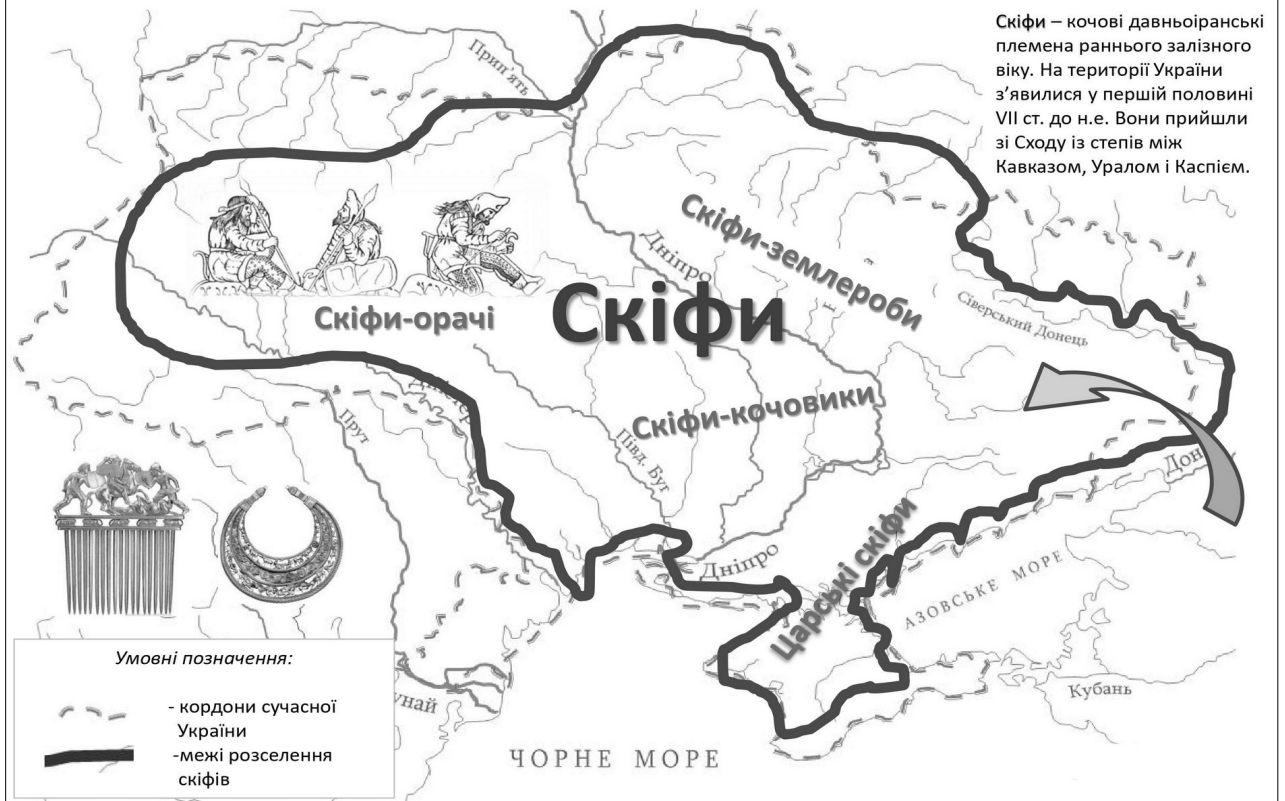 Скіфи – кочові давньоіранські
племена раннього залізного
віку. На території України
з’явилися у першій половині
VII ст. до н.е. Вони прийшли
зі Сходу із степів між
Кавказом, Уралом і Каспієм.
Прип'ять
Скіфи-землероби
Дніпро
Скіфи
Скіфи-орачі
Сіверський Донець
Скіфи-кочовики
Прут
Півд. Буг
Дон
Царські скіфи
Дніпро
АЗОВСЬКЕ МОРЕ
Кубань
ЧОРНЕ МОРЕ
унай
Умовні позначення:
- кордони сучасної
України
-межі розселення
скіфів